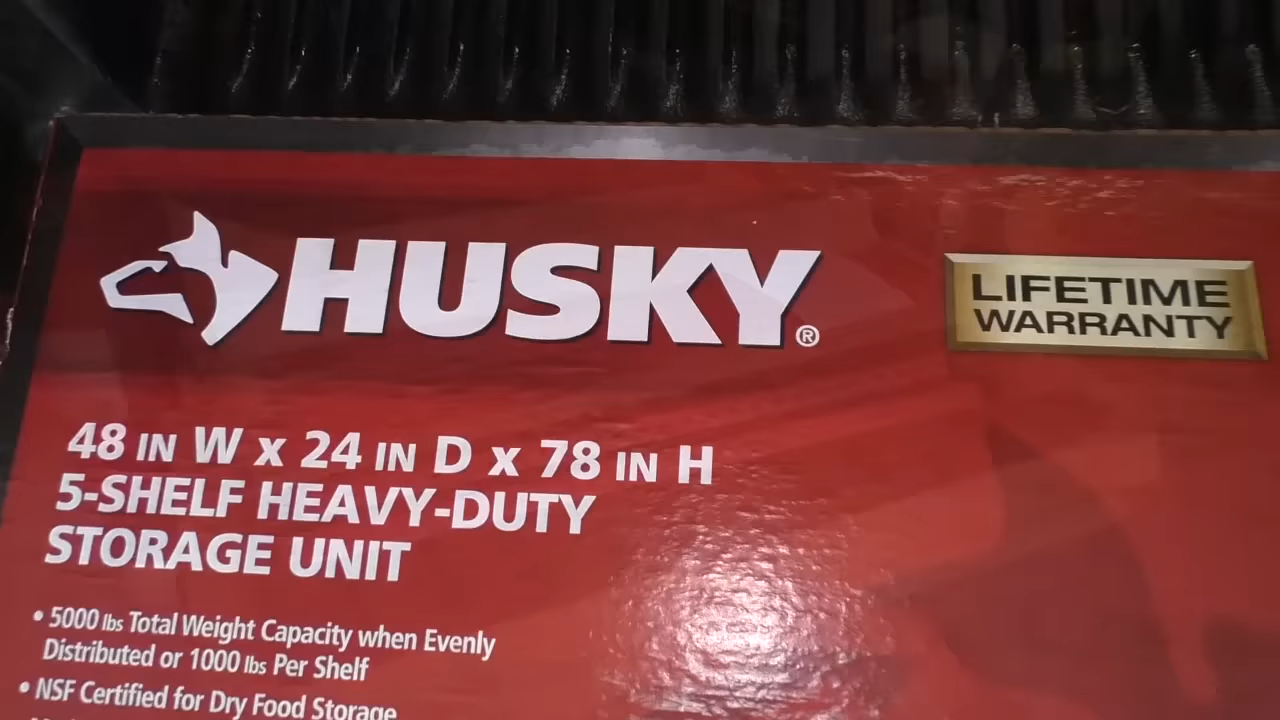 HUSKY®
LIFETIME
WARRANTY
48 IN W x 24 IN D x 78 IN H
5-SHELF HEAVY-DUTY
STORAGE UNIT
• 5000 lbs Total Weight Capacity when Evenly
Distributed or 1000 lbs Per Shelf
• NSF Certified for Dry Food Storage